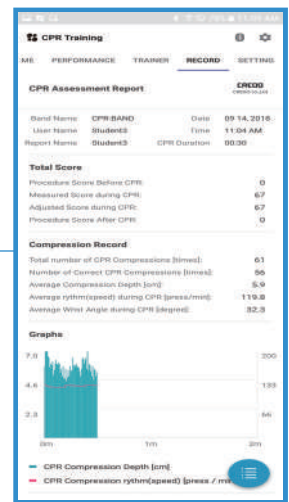 11:04 AM
CPR Training
ME PERFORMANCE TRAINER RECORD SETTING
CPR Assessment Report
Band Name CPR BAND Date 09 14, 2016
User Name Student3 Time 11:04 AM
Report Name Student3 CPR Duration 00:30
Total Score
Procedure Score Before CPR: 0
Measured Score during CPR: 67
Adjusted Score during CPR: 67
Procedure Score After CPR: 0
Compression Record
Total number of CPR Compressions [times]: 61
Number of Correct CPR Compressions [times]: 56
Average Compression Depth [cm]: 5.9
Average rythm(speed) during CPR [press/min]: 119.8
Average Wrist Angle during CPR [degree]: 32.3
Graphs
7.0 200
4.6 133
2.3 66
0m 1m 2m
CPR Compression Depth [cm]
CPR Compression rythm(speed) [press /